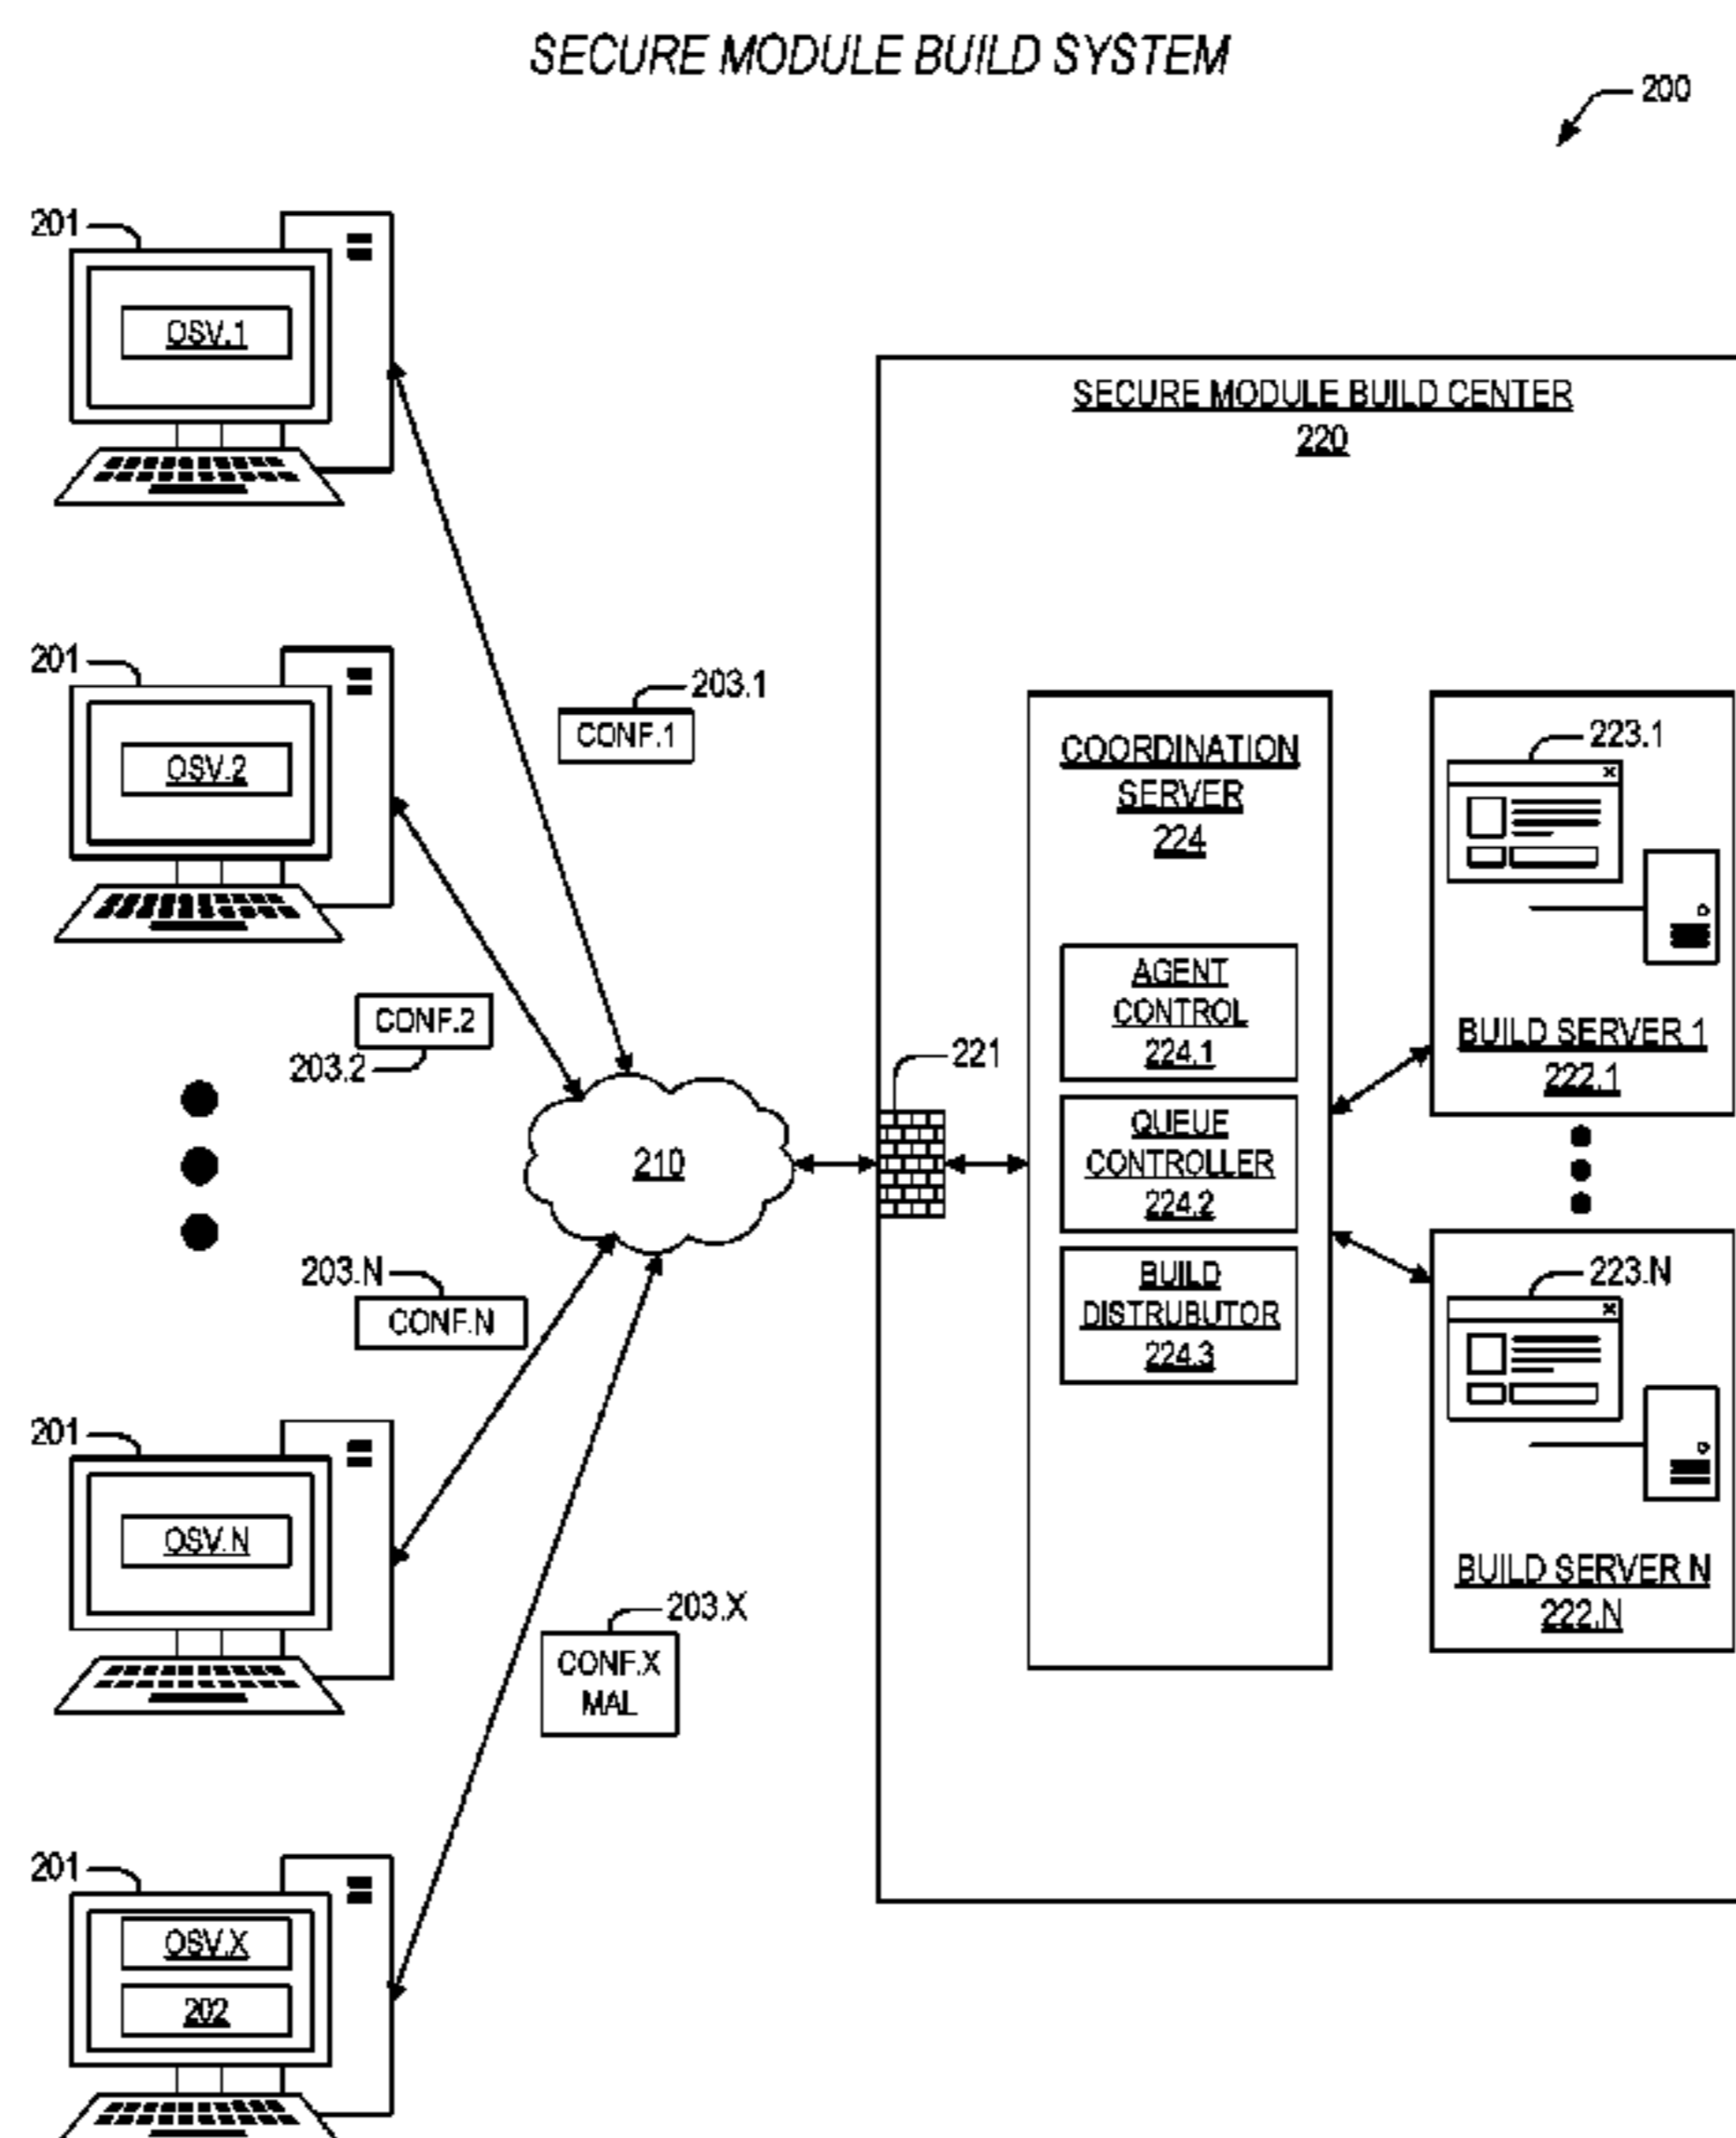 SECURE MODULE BUILD SYSTEM
200
201
OSV.1
SECURE MODULE BUILD CENTER
220
201
OSV.2
203.1
CONF.1
COORDINATION
SERVER
224
223.1
AGENT
CONTROL
224.1
BUILD SERVER 1
222.1
CONF.2
203.2
221
210
QUEUE
CONTROLLER
224.2
203.N
CONF.N
BUILD
DISTRUBUTOR
224.3
223.N
201
OSV.N
BUILD SERVER N
222.N
203.X
CONF.X
MAL
201
OSV.X
202